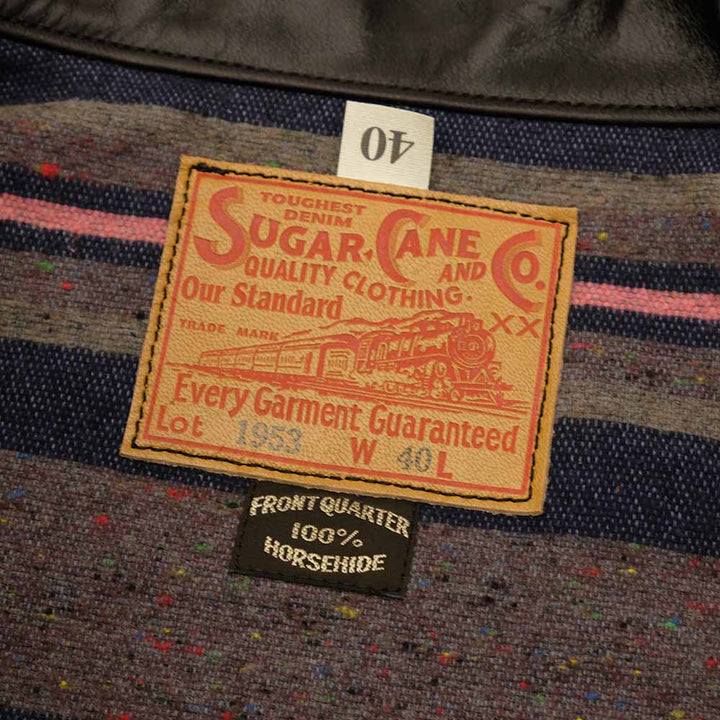 40
TOUGHEST
DENIM
SUGAR CANE AND CO.
QUALITY CLOTHING.
Our Standard
XX
TRADE MARK
Every Garment Guaranteed
Lot 1953 W 40 L
FRONT QUARTER
100%
HORSEHIDE